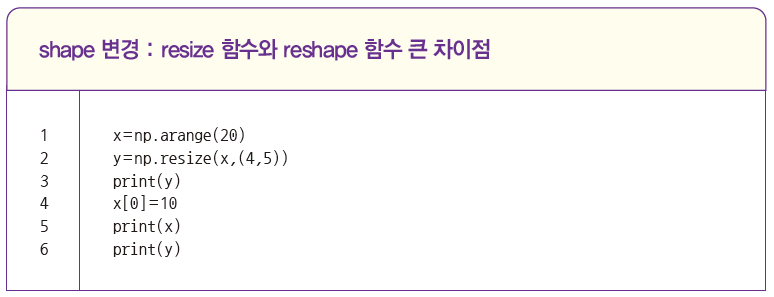 shape 변경 : resize 함수와 reshape 함수 큰 차이점
1 x=np.arange(20)
2 y=np.resize(x,(4,5))
3 print(y)
4 x[0]=10
5 print(x)
6 print(y)